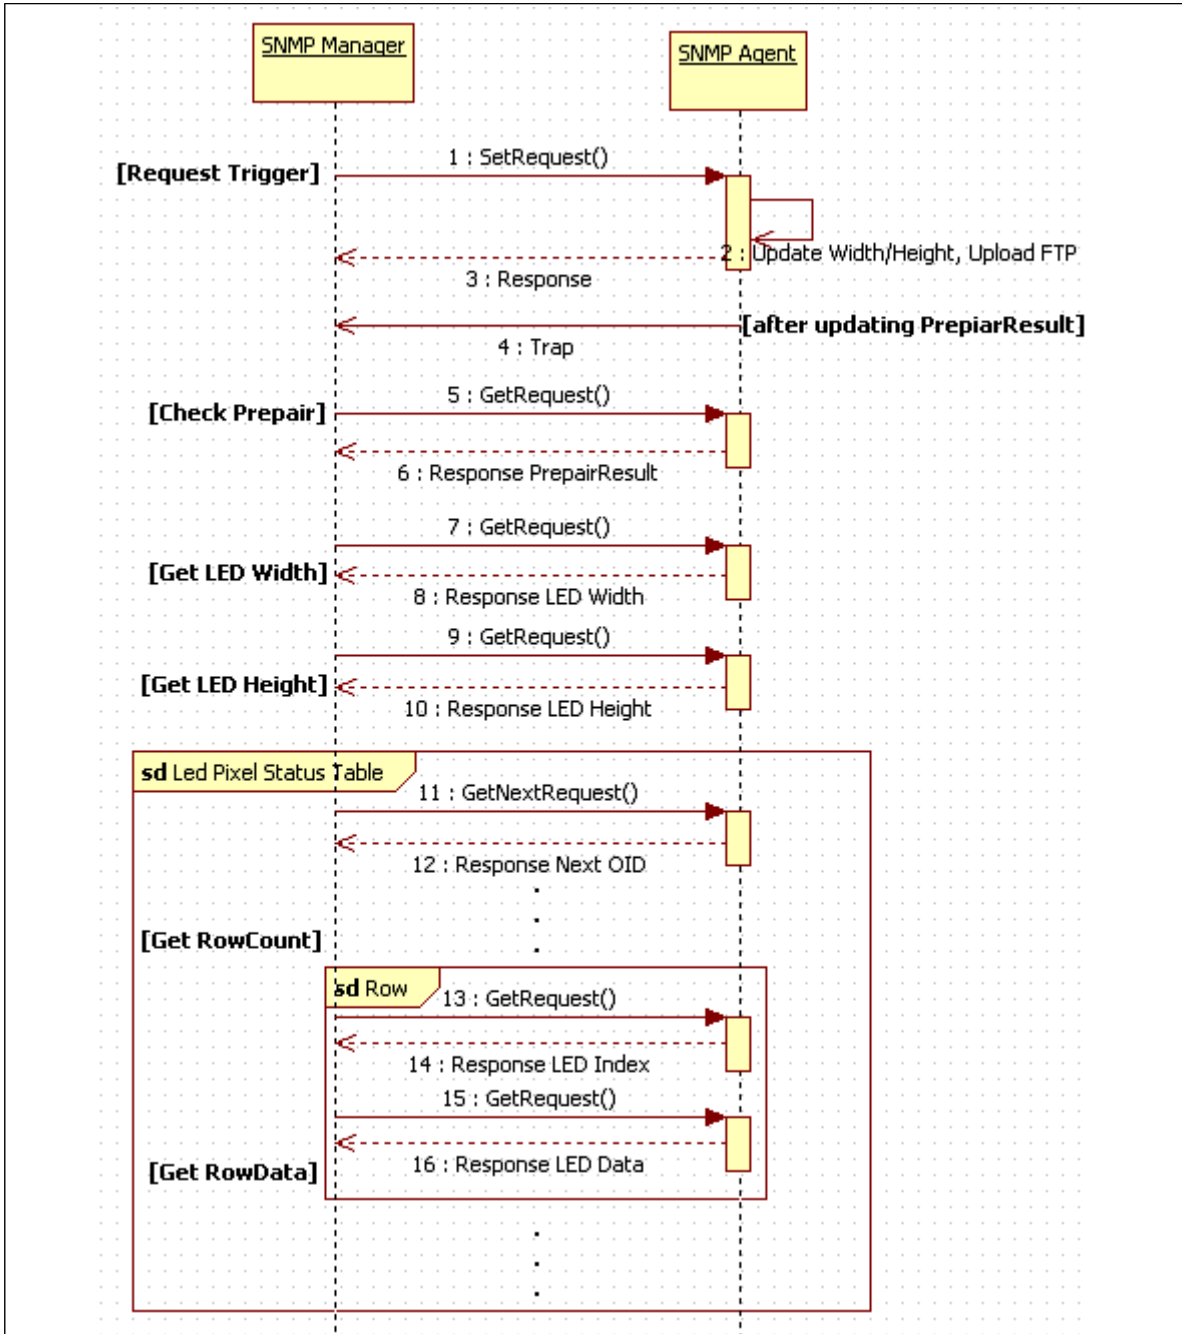 SNMP Manager
SNMP Agent
1 : SetRequest()
[Request Trigger]
2 : Update Width/Height, Upload FTP
3 : Response
[after updating PrepiarResult]
4 : Trap
5 : GetRequest()
[Check Prepair]
6 : Response PrepairResult
7 : GetRequest()
[Get LED Width]
8 : Response LED Width
9 : GetRequest()
[Get LED Height]
10 : Response LED Height
sd Led Pixel Status Table
11 : GetNextRequest()
12 : Response Next OID
[Get RowCount]
sd Row
13 : GetRequest()
14 : Response LED Index
15 : GetRequest()
16 : Response LED Data
[Get RowData]